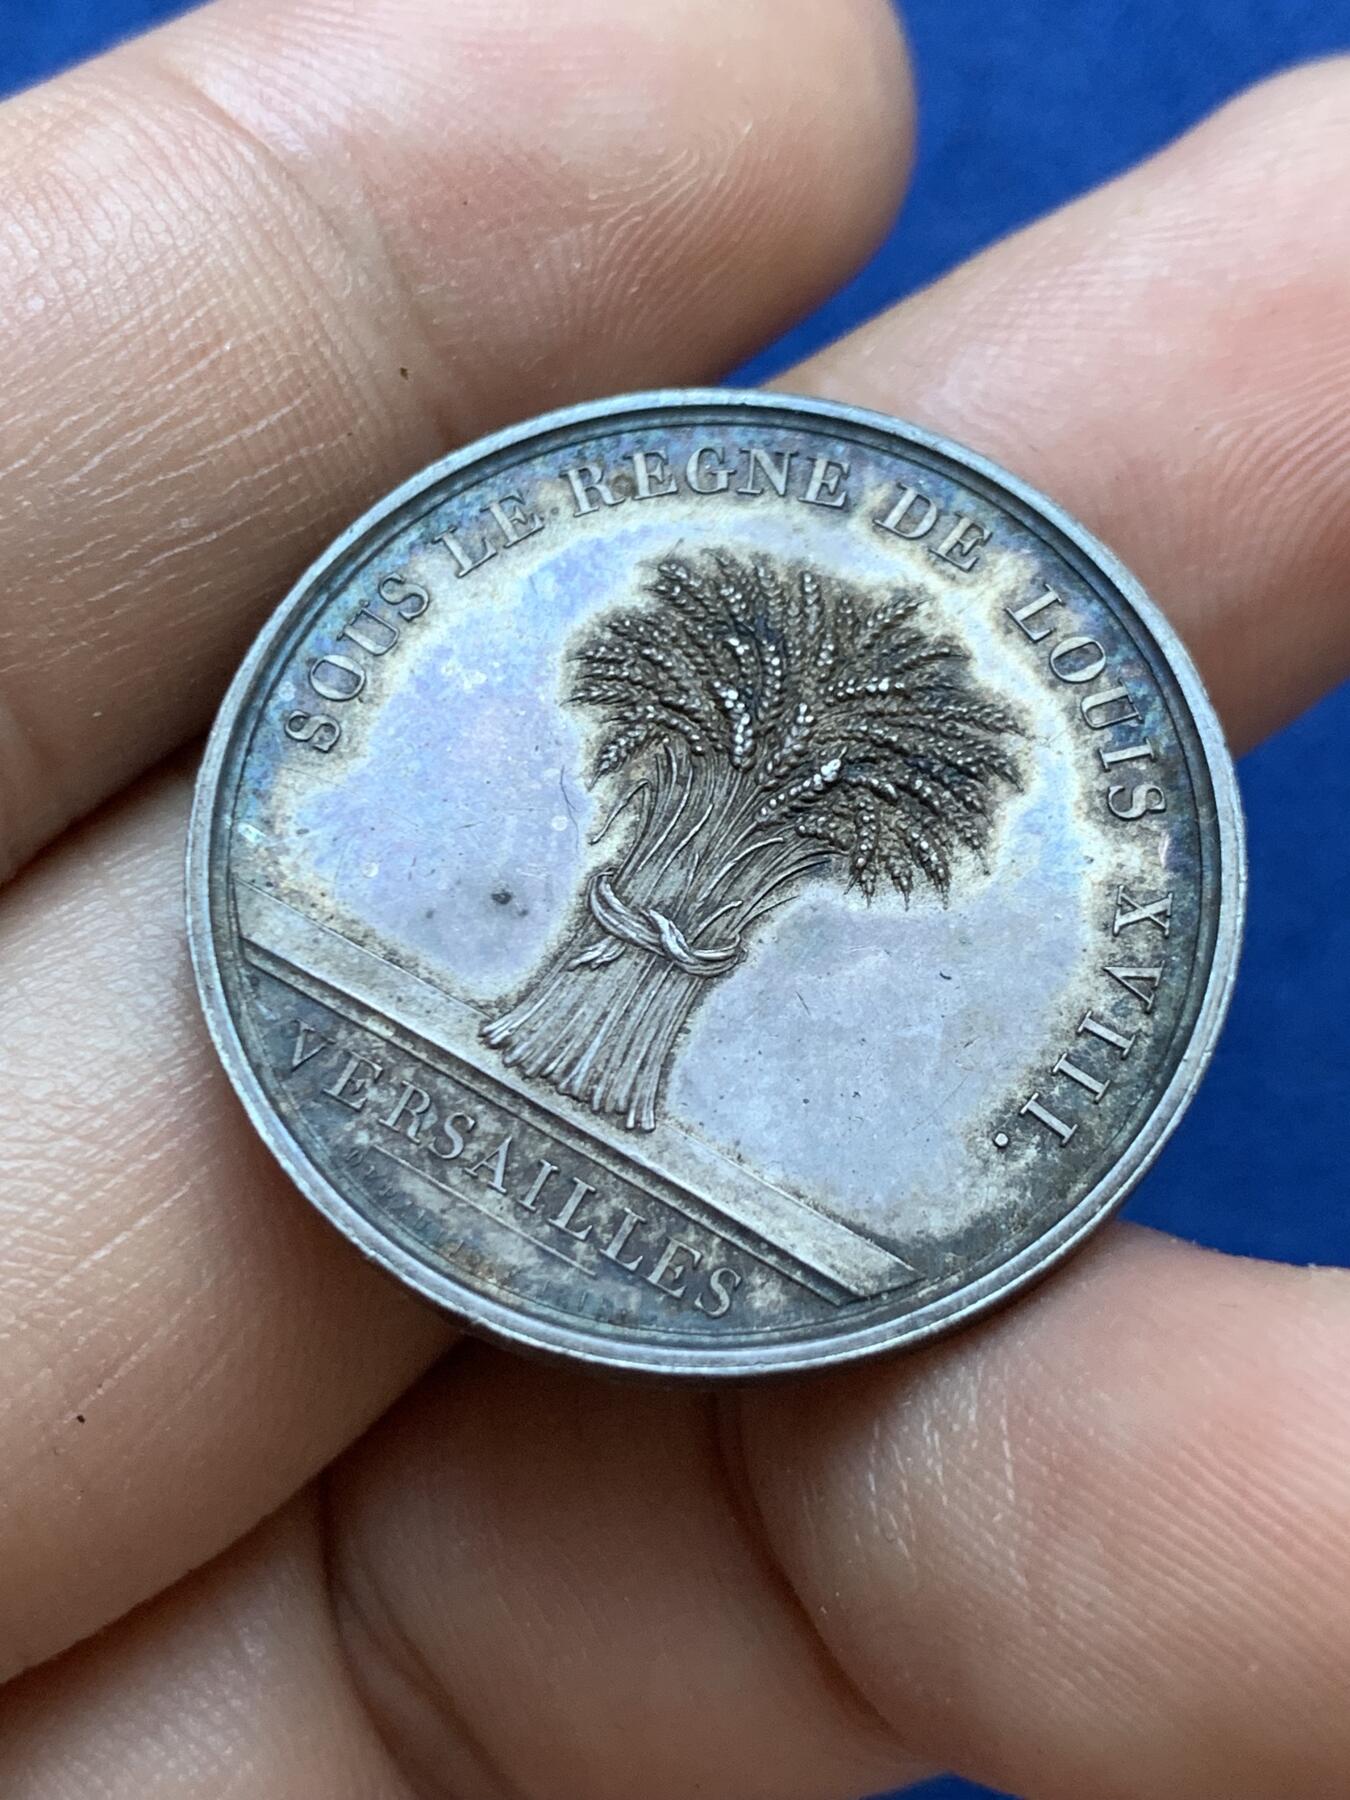 SOUS LE REGNE DE LOUIS XVIII.
VERSAILLES